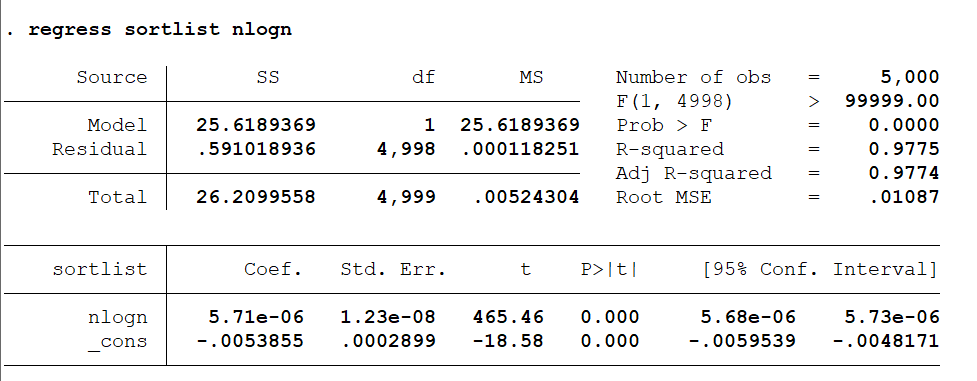 . regress sortlist nlogn
Source | SS df MS Number of obs = 5,000
F(1, 4998) > 99999.00
Model | 25.6189369 1 25.6189369 Prob > F = 0.0000
Residual | .591018936 4,998 .000118251 R-squared = 0.9775
Adj R-squared = 0.9774
Total | 26.2099558 4,999 .00524304 Root MSE = .01087
sortlist | Coef. Std. Err. t P>|t| [95% Conf. Interval]
nlogn | 5.71e-06 1.23e-08 465.46 0.000 5.68e-06 5.73e-06
_cons | -.0053855 .0002899 -18.58 0.000 -.0059539 -.0048171